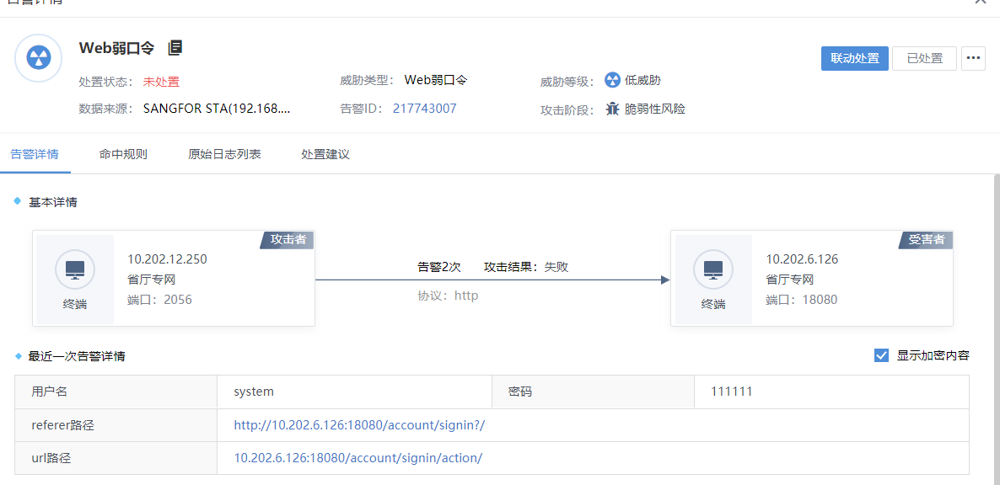 告警详情
Web弱口令
联动处置
已处置
处置状态： 未处置
威胁类型： Web弱口令
威胁等级： 低威胁
数据来源： SANGFOR STA(192.168....
告警ID： 217743007
攻击阶段： 脆弱性风险
告警详情
命中规则
原始日志列表
处置建议
基本详情
攻击者
终端
10.202.12.250
省厅专网
端口：2056
告警2次 攻击结果：失败
协议：http
受害者
终端
10.202.6.126
省厅专网
端口：18080
最近一次告警详情
显示加密内容
用户名 system 密码 111111
referer路径 http://10.202.6.126:18080/account/signin?/
url路径 10.202.6.126:18080/account/signin/action/